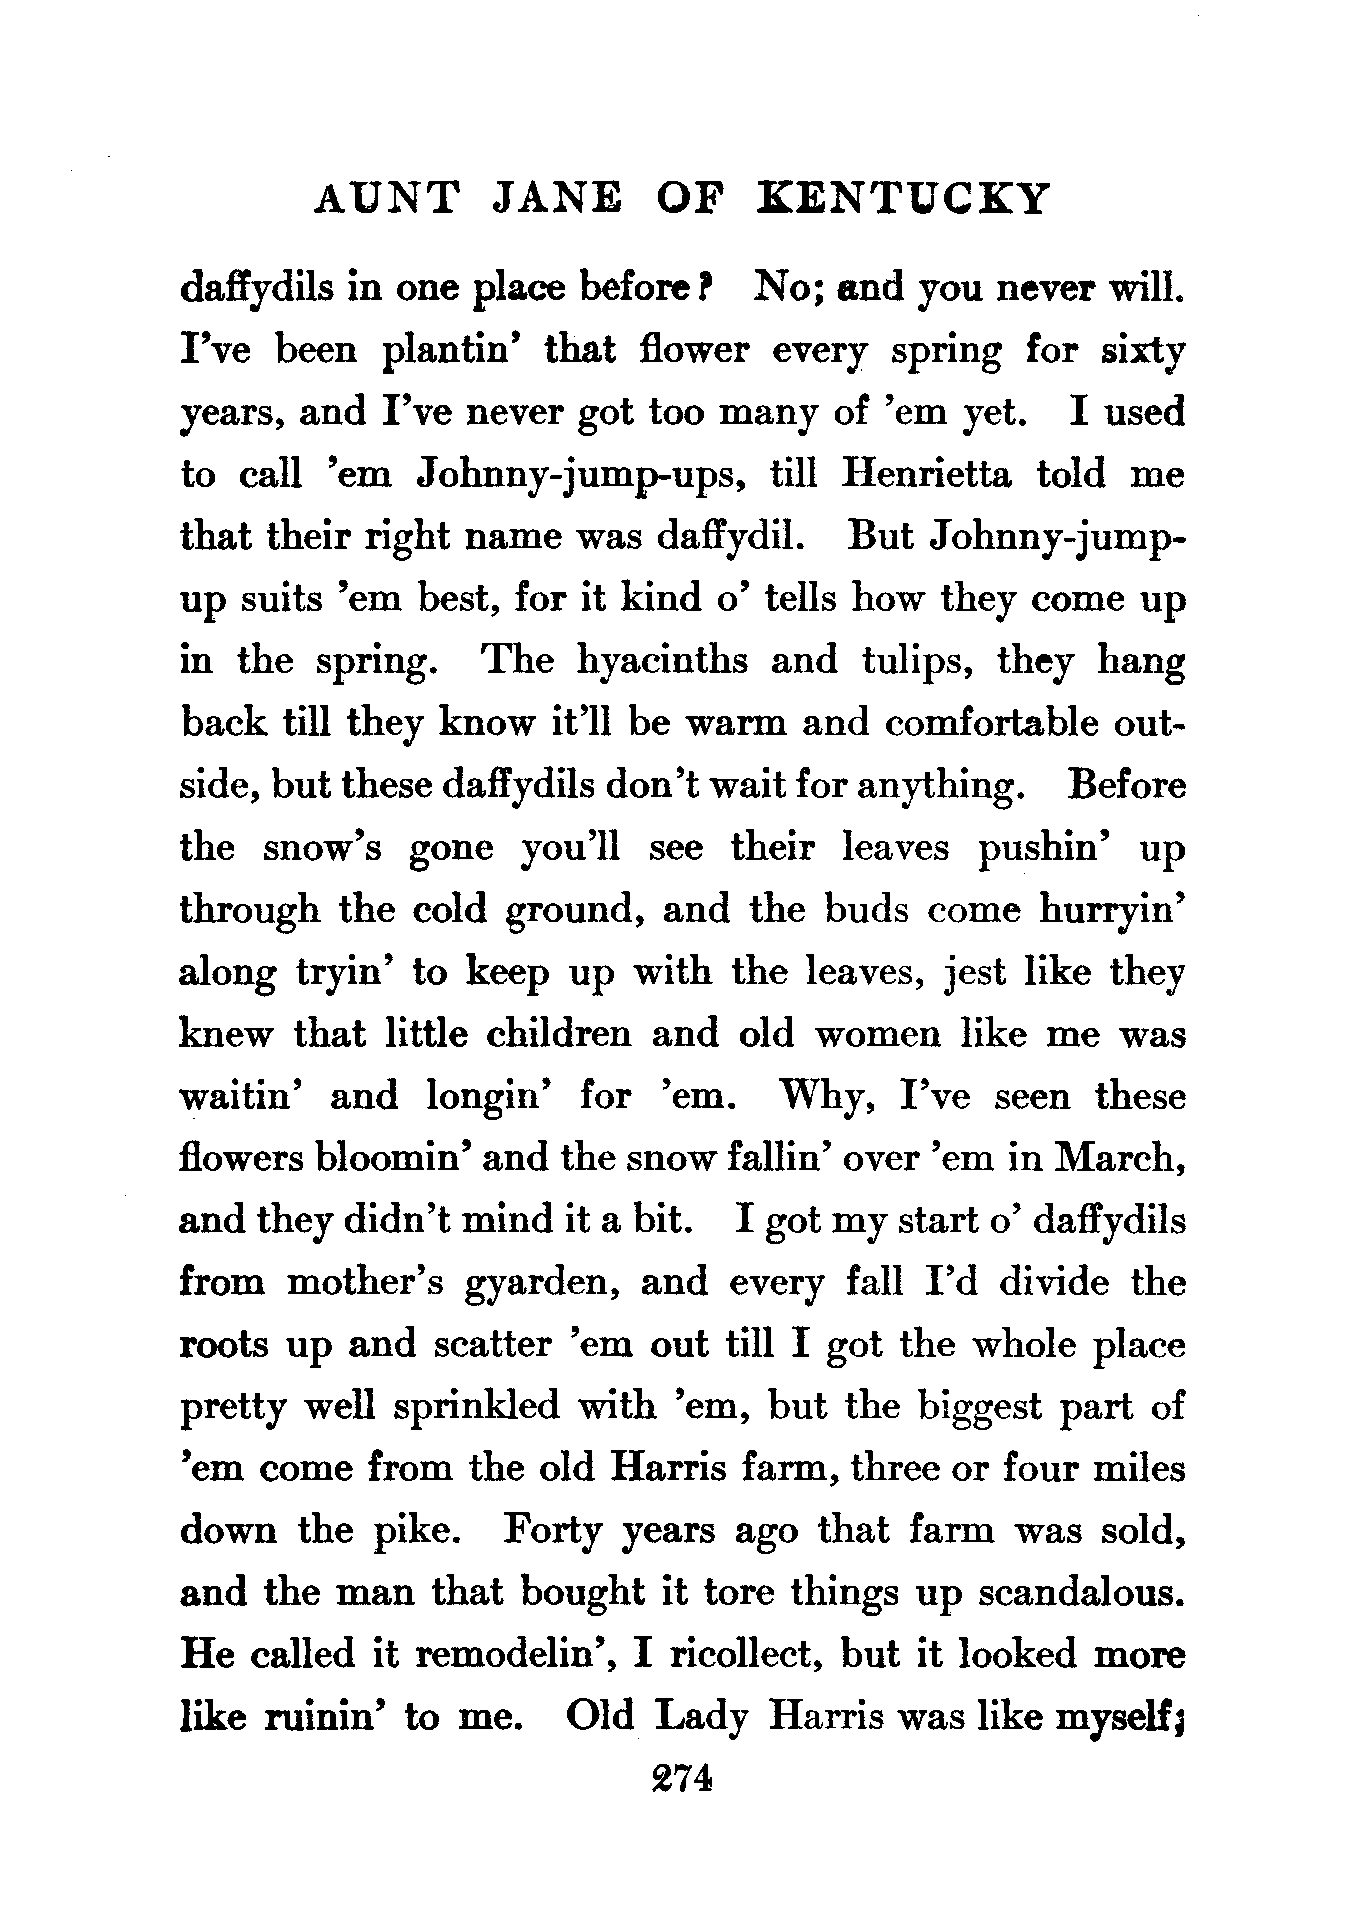 AUNT JANE OF KENTUCKY
daffydils in one place before? No; and you never will.
I've been plantin' that flower every spring for sixty
years, and I've never got too many of 'em yet. I used
to call 'em Johnny-jump-ups, till Henrietta told me
that their right name was daffydil. But Johnny-jump-
up suits 'em best, for it kind o' tells how they come up
in the spring. The hyacinths and tulips, they hang
back till they know it'll be warm and comfortable out-
side, but these daffydils don't wait for anything. Before
the snow's gone you'll see their leaves pushin' up
through the cold ground, and the buds come hurryin'
along tryin' to keep up with the leaves, jest like they
knew that little children and old women like me was
waitin' and longin' for 'em. Why, I've seen these
flowers bloomin' and the snow fallin' over 'em in March,
and they didn't mind it a bit. I got my start o' daffydils
from mother's gyarden, and every fall I'd divide the
roots up and scatter 'em out till I got the whole place
pretty well sprinkled with 'em, but the biggest part of
'em come from the old Harris farm, three or four miles
down the pike. Forty years ago that farm was sold,
and the man that bought it tore things up scandalous.
He called it remodelin', I ricollect, but it looked more
like ruinin' to me. Old Lady Harris was like myself;
274